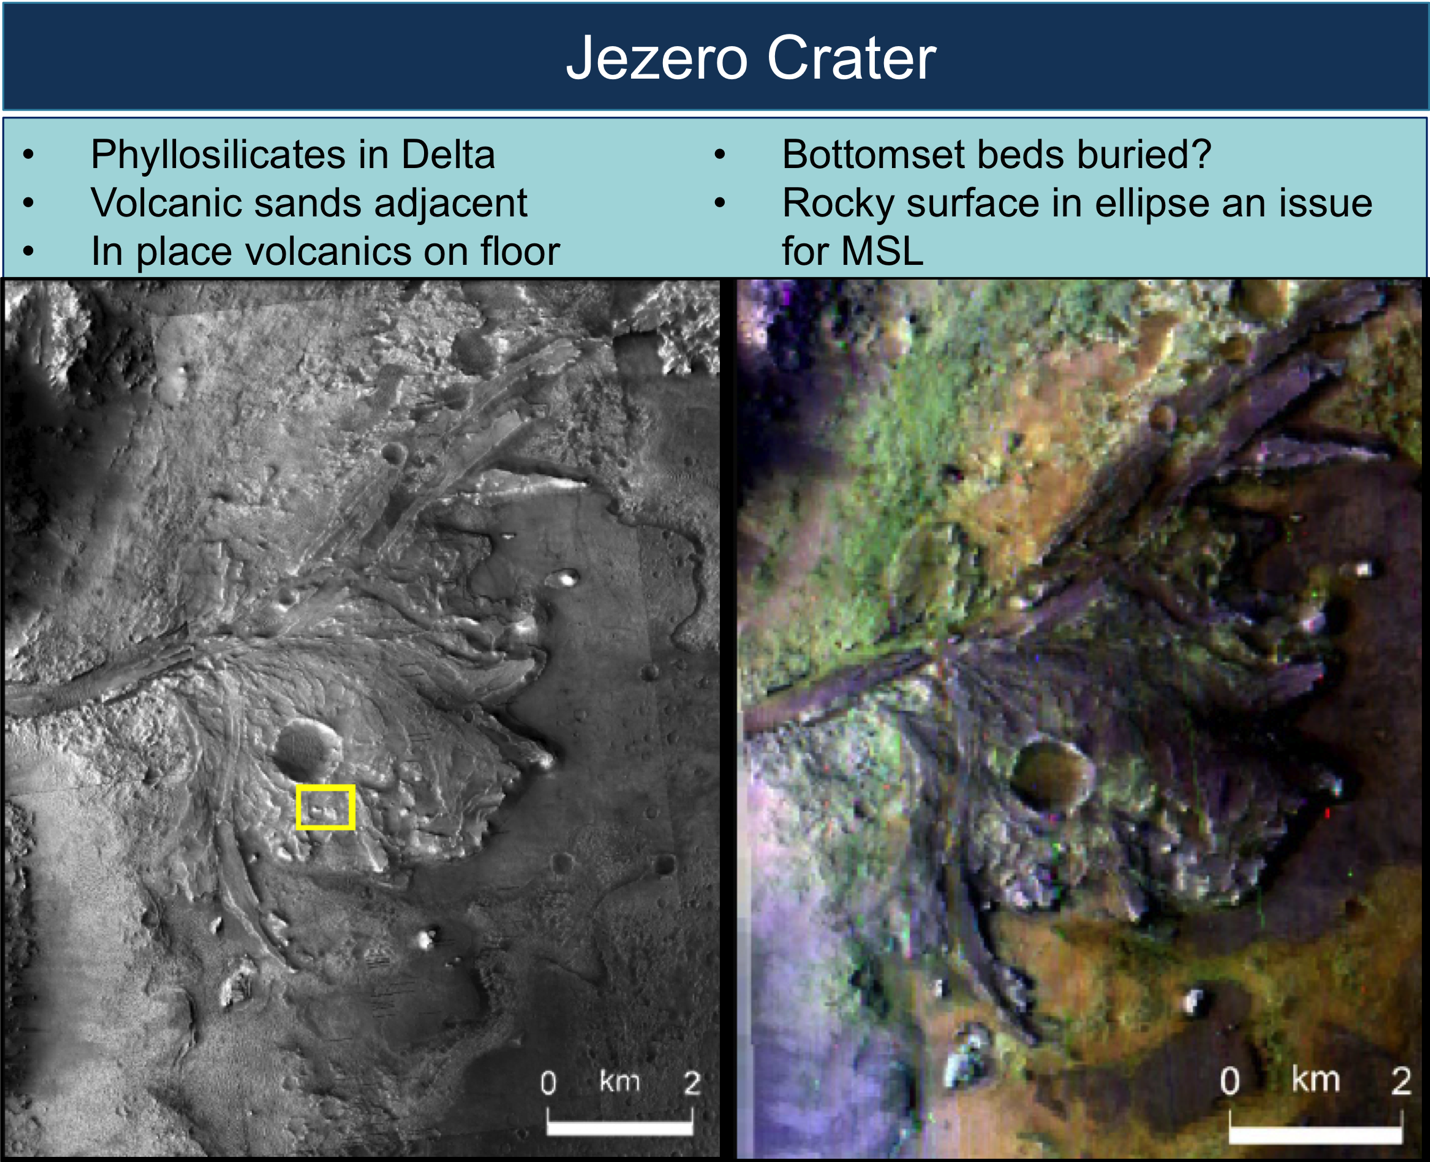 Jezero Crater
• Phyllosilicates in Delta
• Volcanic sands adjacent
• In place volcanics on floor
• Bottomset beds buried?
• Rocky surface in ellipse an issue
for MSL
0 km 2
0 km 2